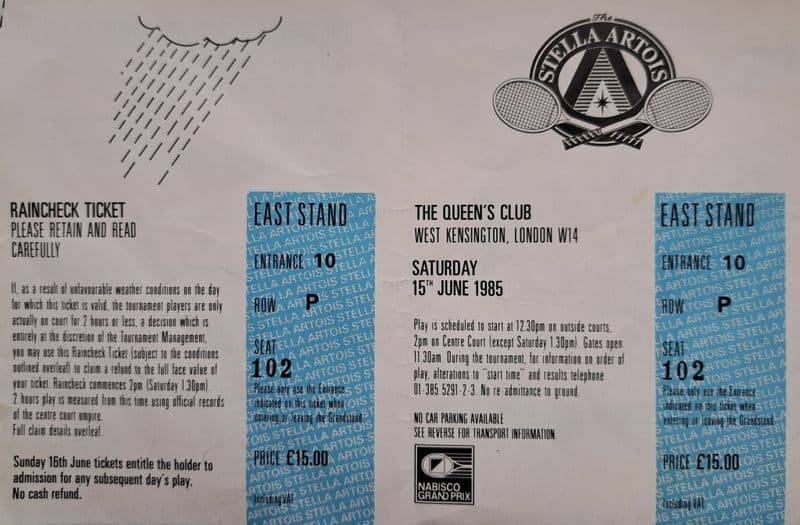 RAINCHECK TICKET
PLEASE RETAIN AND READ
CAREFULLY
If, as a result of unfavourable weather conditions on the day
for which this ticket is valid, the tournament players are only
actually on court for 2 hours or less, a decision which is
entirely at the discretion of the Tournament Management,
you may use this Raincheck Ticket (subject to the conditions
outlined overleaf) to claim a refund to the full face value of
your ticket. Raincheck commences 2pm (Saturday 1.30pm).
2 hours play is measured from this time using official records
of the centre court umpire.
Full claim details overleaf.
Sunday 16th June tickets entitle the holder to
admission for any subsequent day's play.
No cash refund.
EAST STAND
ENTRANCE 10
ROW P
SEAT
102
Please only use the Entrance
indicated on this ticket when
entering or leaving the Grandstand
PRICE £15.00
Including VAT
The
STELLA ARTOIS
THE QUEEN'S CLUB
WEST KENSINGTON, LONDON W14
SATURDAY
15TH JUNE 1985
Play is scheduled to start at 12.30pm on outside courts,
2pm on Centre Court (except Saturday 1.30pm). Gates open
11.30am. During the tournament, for information on order of
play, alterations to "start time" and results telephone
01-385 5291-2-3. No re-admittance to ground.
NO CAR PARKING AVAILABLE
SEE REVERSE FOR TRANSPORT INFORMATION.
NABISCO
GRAND PRIX
EAST STAND
ENTRANCE 10
ROW P
SEAT
102
Please only use the Entrance
indicated on this ticket when
entering or leaving the Grandstand
PRICE £15.00
Including VAT